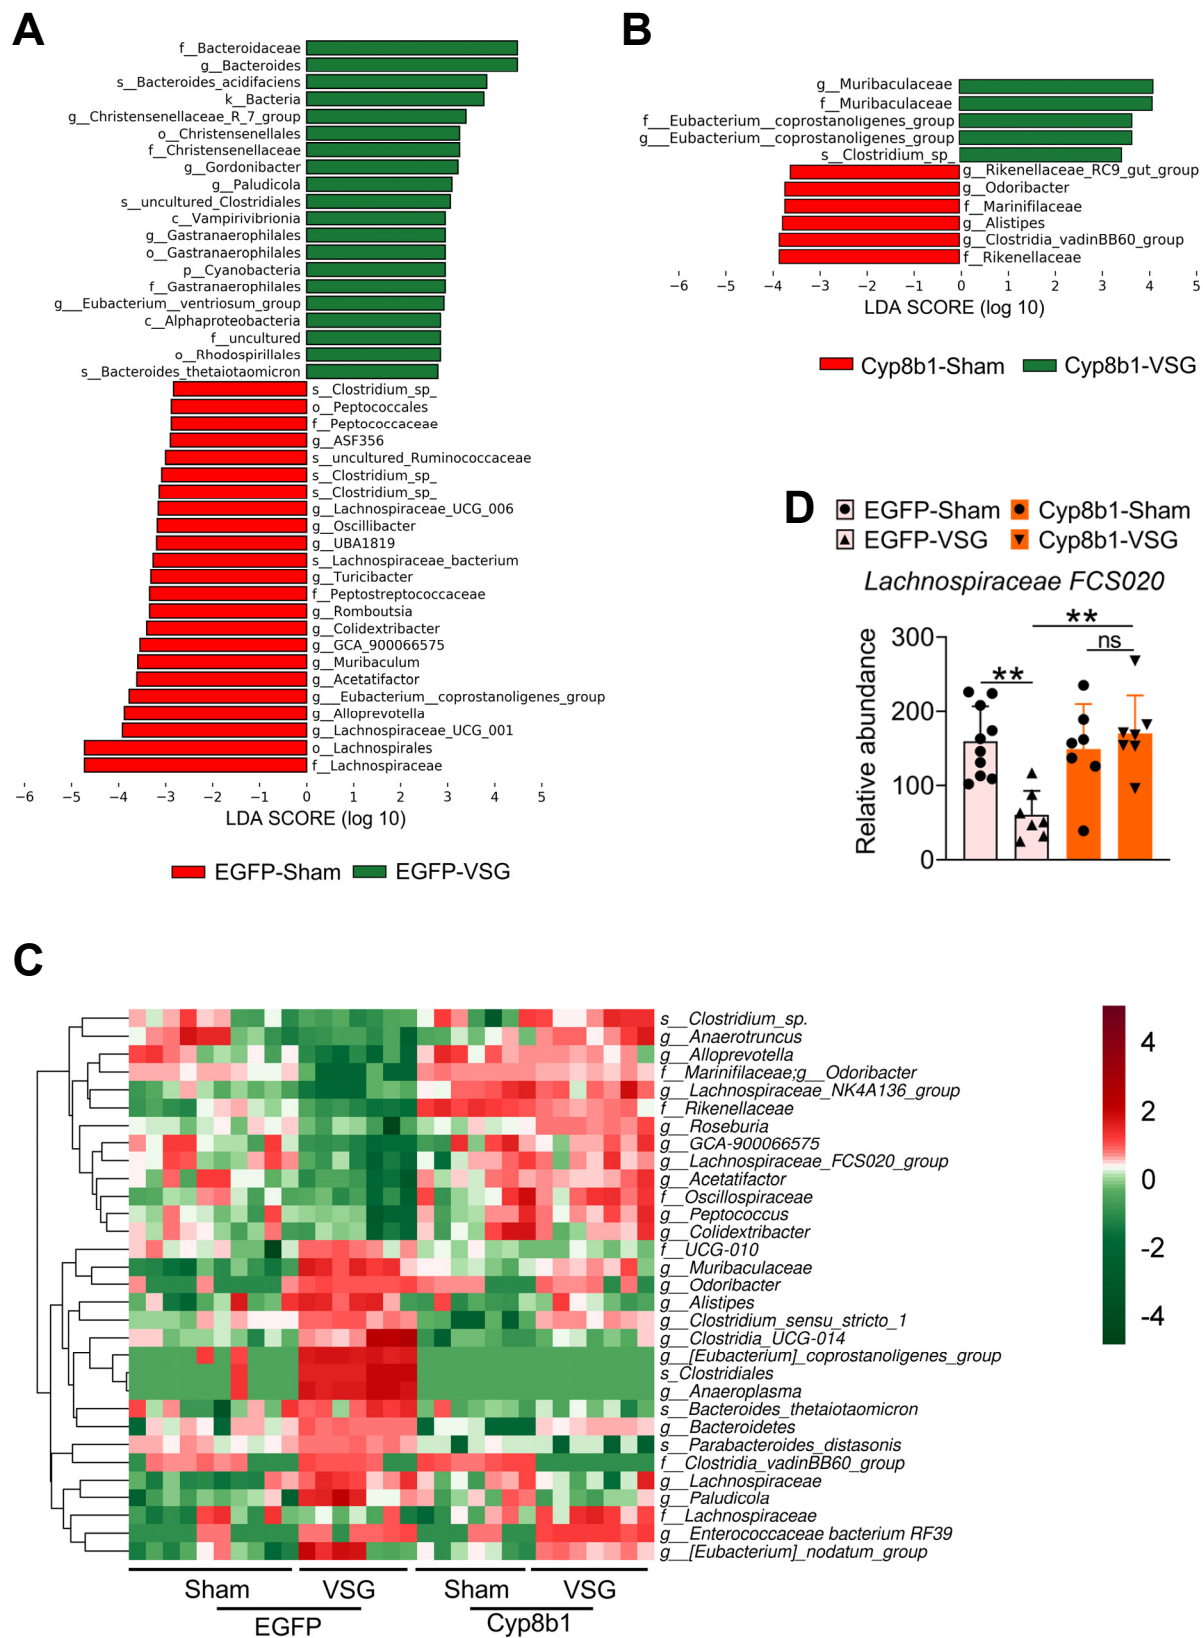 A
f__Bacteroidaceae
g__Bacteroides
s__Bacteroides_acidifaciens
k__Bacteria
g__Christensenellaceae_R_7_group
o__Christensenellales
f__Christensenellaceae
g__Gordonibacter
g__Paludicola
s__uncultured_Clostridiales
c__Vampirivibrionia
g__Gastranaerophilales
o__Gastranaerophilales
p__Cyanobacteria
f__Gastranaerophilales
g___Eubacterium__ventriosum_group
c__Alphaproteobacteria
f__uncultured
o__Rhodospirillales
s__Bacteroides_thetaiotaomicron
s__Clostridium_sp_
o__Peptococcales
f__Peptococcaceae
g__ASF356
s__uncultured_Ruminococcaceae
s__Clostridium_sp_
s__Clostridium_sp_
g__Lachnospiraceae_UCG_006
g__Oscillibacter
g__UBA1819
s__Lachnospiraceae_bacterium
g__Turicibacter
f__Peptostreptococcaceae
g__Romboutsia
g__Colidextribacter
g__GCA_900066575
g__Muribaculum
g__Acetatifactor
g___Eubacterium__coprostanoligenes_group
g__Alloprevotella
g__Lachnospiraceae_UCG_001
o__Lachnospirales
f__Lachnospiraceae
−6 −5 −4 −3 −2 −1 0 1 2 3 4 5
LDA SCORE (log 10)
EGFP-Sham EGFP-VSG
B
g__Muribaculaceae
f__Muribaculaceae
f___Eubacterium__coprostanoligenes_group
g___Eubacterium__coprostanoligenes_group
s__Clostridium_sp_
g__Rikenellaceae_RC9_gut_group
g__Odoribacter
f__Marinifilaceae
g__Alistipes
g__Clostridia_vadinBB60_group
f__Rikenellaceae
−6 −5 −4 −3 −2 −1 0 1 2 3 4 5
LDA SCORE (log 10)
Cyp8b1-Sham Cyp8b1-VSG
D
EGFP-Sham Cyp8b1-Sham
EGFP-VSG Cyp8b1-VSG
Lachnospiraceae FCS020
Relative abundance
300
200
100
0
**
**
ns
C
s__Clostridium_sp.
g__Anaerotruncus
g__Alloprevotella
f__Marinifilaceae;g__Odoribacter
g__Lachnospiraceae_NK4A136_group
f__Rikenellaceae
g__Roseburia
g__GCA-900066575
g__Lachnospiraceae_FCS020_group
g__Acetatifactor
f__Oscillospiraceae
g__Peptococcus
g__Colidextribacter
f__UCG-010
g__Muribaculaceae
g__Odoribacter
g__Alistipes
g__Clostridium_sensu_stricto_1
g__Clostridia_UCG-014
g__[Eubacterium]_coprostanoligenes_group
s_Clostridiales
g__Anaeroplasma
s__Bacteroides_thetaiotaomicron
g__Bacteroidetes
s__Parabacteroides_distasonis
f__Clostridia_vadinBB60_group
g__Lachnospiraceae
g__Paludicola
f__Lachnospiraceae
g__Enterococcaceae bacterium RF39
g__[Eubacterium]_nodatum_group
Sham VSG Sham VSG
EGFP Cyp8b1
4
2
0
-2
-4